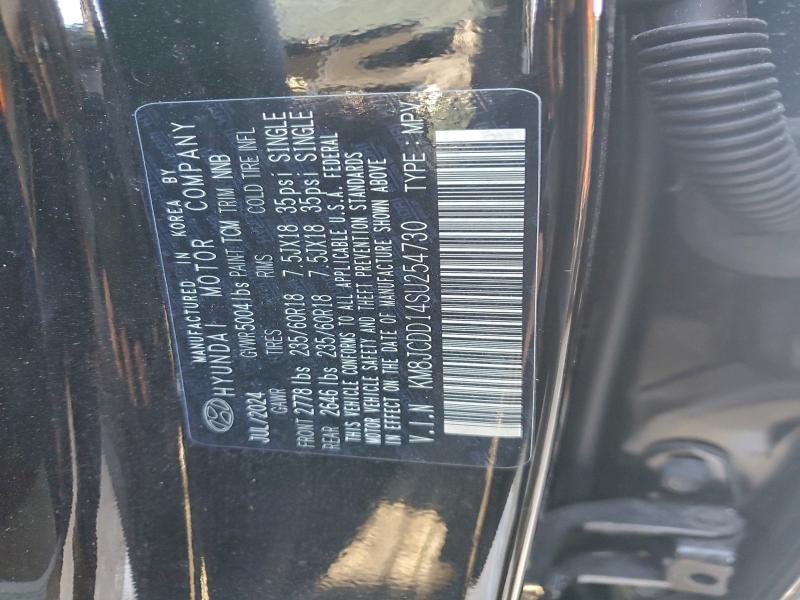 MANUFACTURED IN KOREA BY
HYUNDAI MOTOR COMPANY
JUL/2024 GVWR 5004 lbs PAINT TCM TRIM NNB
GAWR TIRES RIMS COLD TIRE INFL
FRONT 2778 lbs 235/60R18 7.5JX18 35psi SINGLE
REAR 2646 lbs 235/60R18 7.5JX18 35psi SINGLE
THIS VEHICLE CONFORMS TO ALL APPLICABLE U.S.A. FEDERAL
MOTOR VEHICLE SAFETY AND THEFT PREVENTION STANDARDS
IN EFFECT ON THE DATE OF MANUFACTURE SHOWN ABOVE
V.I.N : KM8JCDD14SU254730 TYPE : MPV